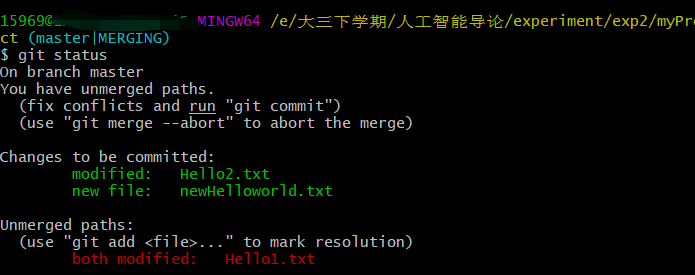 15969@ MINGW64 /e/大三下学期/人工智能导论/experiment/exp2/myPro
ct (master|MERGING)
$ git status
On branch master
You have unmerged paths.
  (fix conflicts and run "git commit")
  (use "git merge --abort" to abort the merge)
Changes to be committed:
        modified:   Hello2.txt
        new file:   newHelloworld.txt
Unmerged paths:
  (use "git add <file>..." to mark resolution)
        both modified:   Hello1.txt